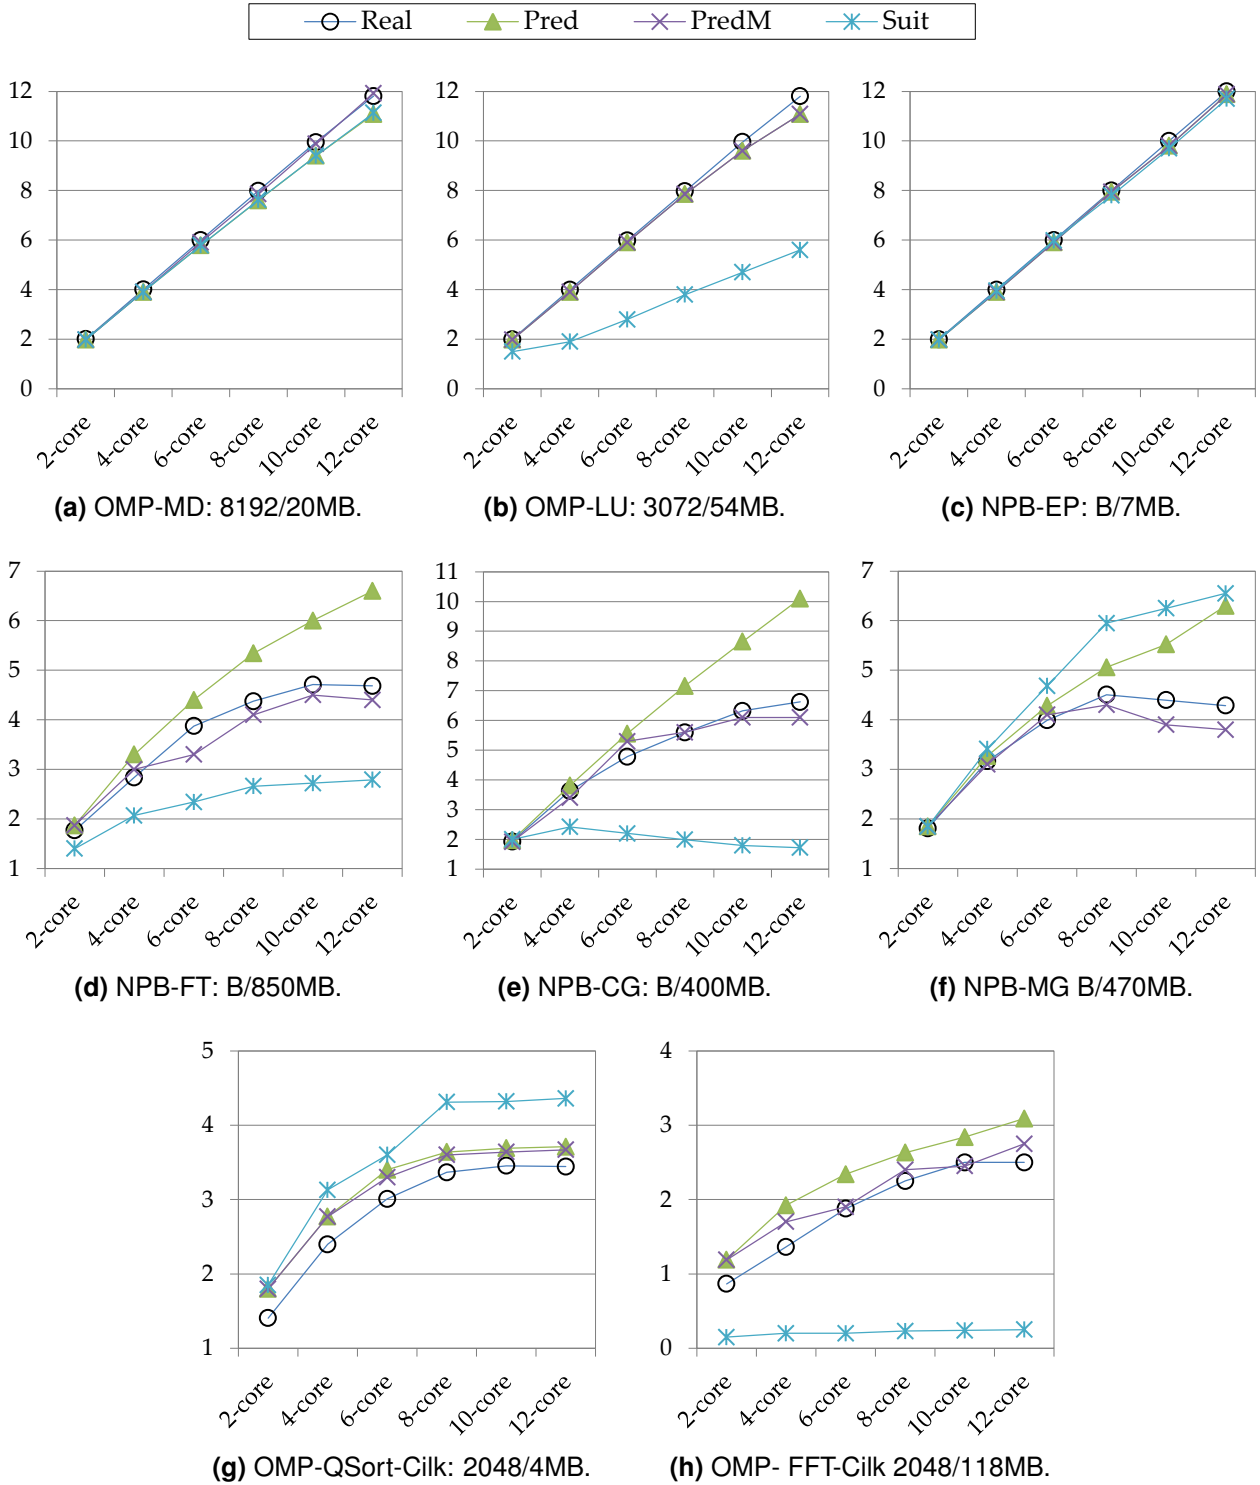 Real Pred PredM Suit
12 10 8 6 4 2 0
2-core 4-core 6-core 8-core 10-core 12-core
(a) OMP-MD: 8192/20MB.
12 10 8 6 4 2 0
2-core 4-core 6-core 8-core 10-core 12-core
(b) OMP-LU: 3072/54MB.
12 10 8 6 4 2 0
2-core 4-core 6-core 8-core 10-core 12-core
(c) NPB-EP: B/7MB.
7 6 5 4 3 2 1
2-core 4-core 6-core 8-core 10-core 12-core
(d) NPB-FT: B/850MB.
11 10 9 8 7 6 5 4 3 2 1
2-core 4-core 6-core 8-core 10-core 12-core
(e) NPB-CG: B/400MB.
7 6 5 4 3 2 1
2-core 4-core 6-core 8-core 10-core 12-core
(f) NPB-MG B/470MB.
5 4 3 2 1
2-core 4-core 6-core 8-core 10-core 12-core
(g) OMP-QSort-Cilk: 2048/4MB.
4 3 2 1 0
2-core 4-core 6-core 8-core 10-core 12-core
(h) OMP- FFT-Cilk 2048/118MB.